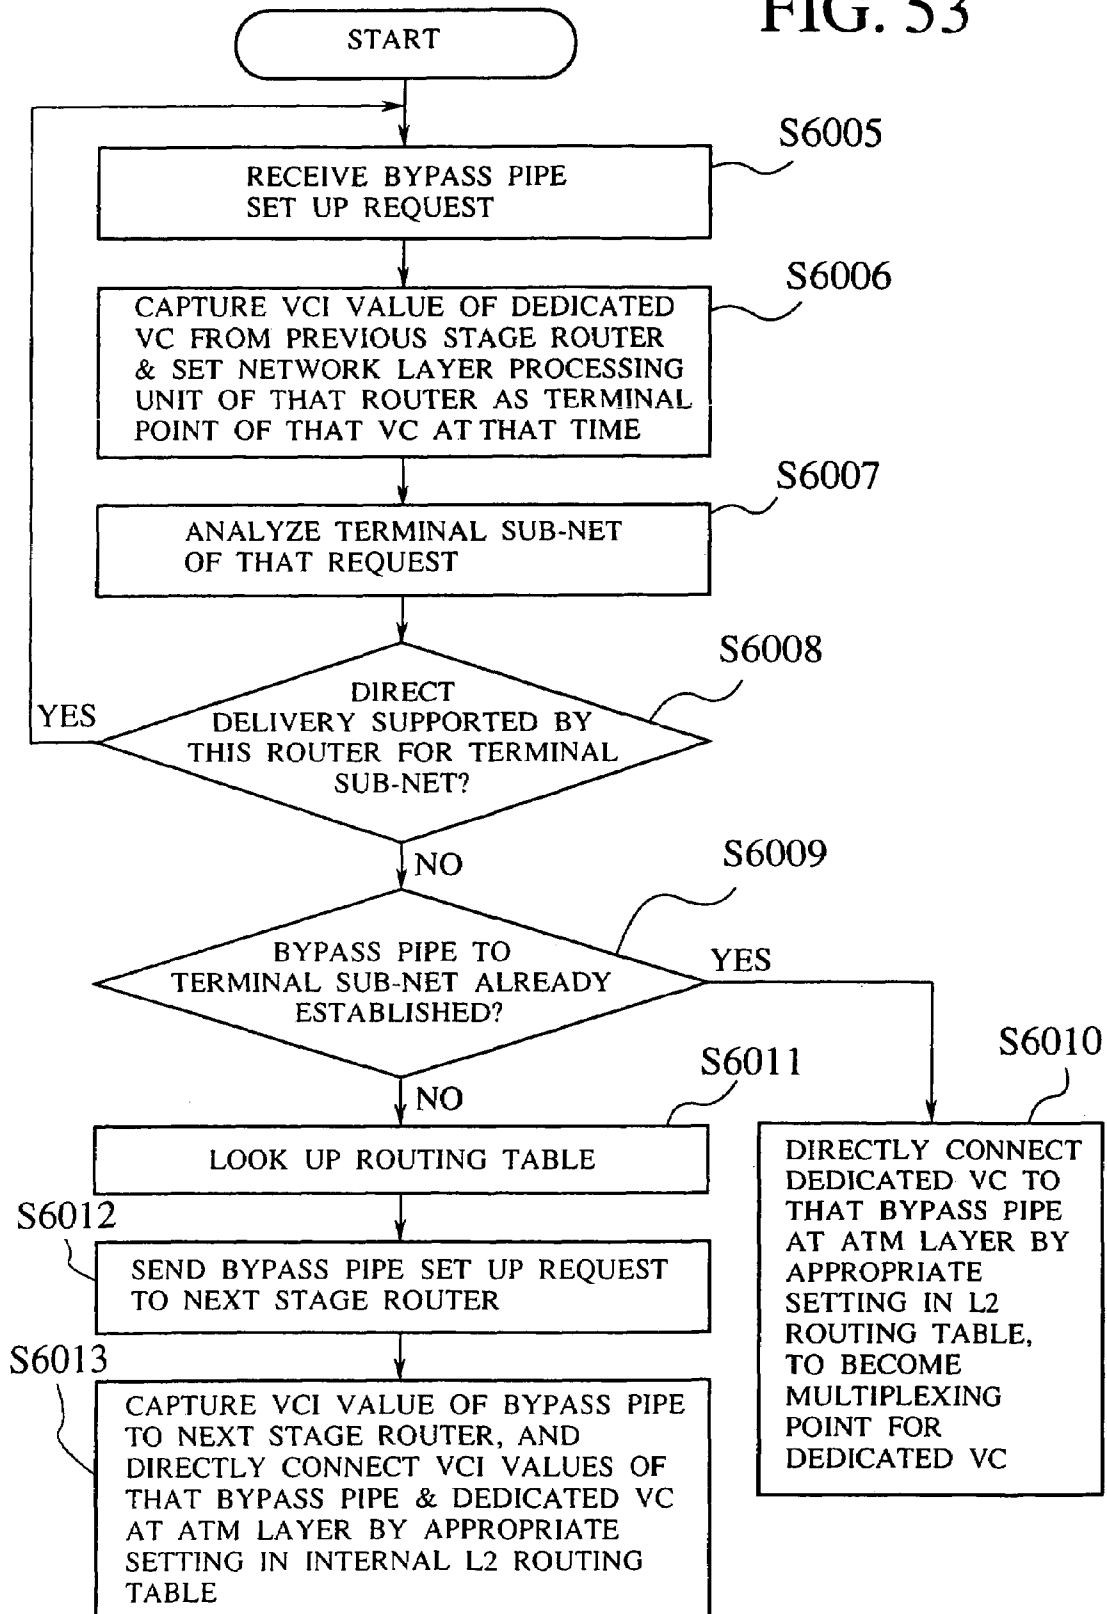 FIG. 53
START
S6005
RECEIVE BYPASS PIPE
SET UP REQUEST
S6006
CAPTURE VCI VALUE OF DEDICATED
VC FROM PREVIOUS STAGE ROUTER
& SET NETWORK LAYER PROCESSING
UNIT OF THAT ROUTER AS TERMINAL
POINT OF THAT VC AT THAT TIME
S6007
ANALYZE TERMINAL SUB-NET
OF THAT REQUEST
S6008
DIRECT
DELIVERY SUPPORTED BY
THIS ROUTER FOR TERMINAL
SUB-NET?
YES
NO
S6009
BYPASS PIPE TO
TERMINAL SUB-NET ALREADY
ESTABLISHED?
YES
NO
S6010
DIRECTLY CONNECT
DEDICATED VC TO
THAT BYPASS PIPE
AT ATM LAYER BY
APPROPRIATE
SETTING IN L2
ROUTING TABLE,
TO BECOME
MULTIPLEXING
POINT FOR
DEDICATED VC
S6011
LOOK UP ROUTING TABLE
S6012
SEND BYPASS PIPE SET UP REQUEST
TO NEXT STAGE ROUTER
S6013
CAPTURE VCI VALUE OF BYPASS PIPE
TO NEXT STAGE ROUTER, AND
DIRECTLY CONNECT VCI VALUES OF
THAT BYPASS PIPE & DEDICATED VC
AT ATM LAYER BY APPROPRIATE
SETTING IN INTERNAL L2 ROUTING
TABLE